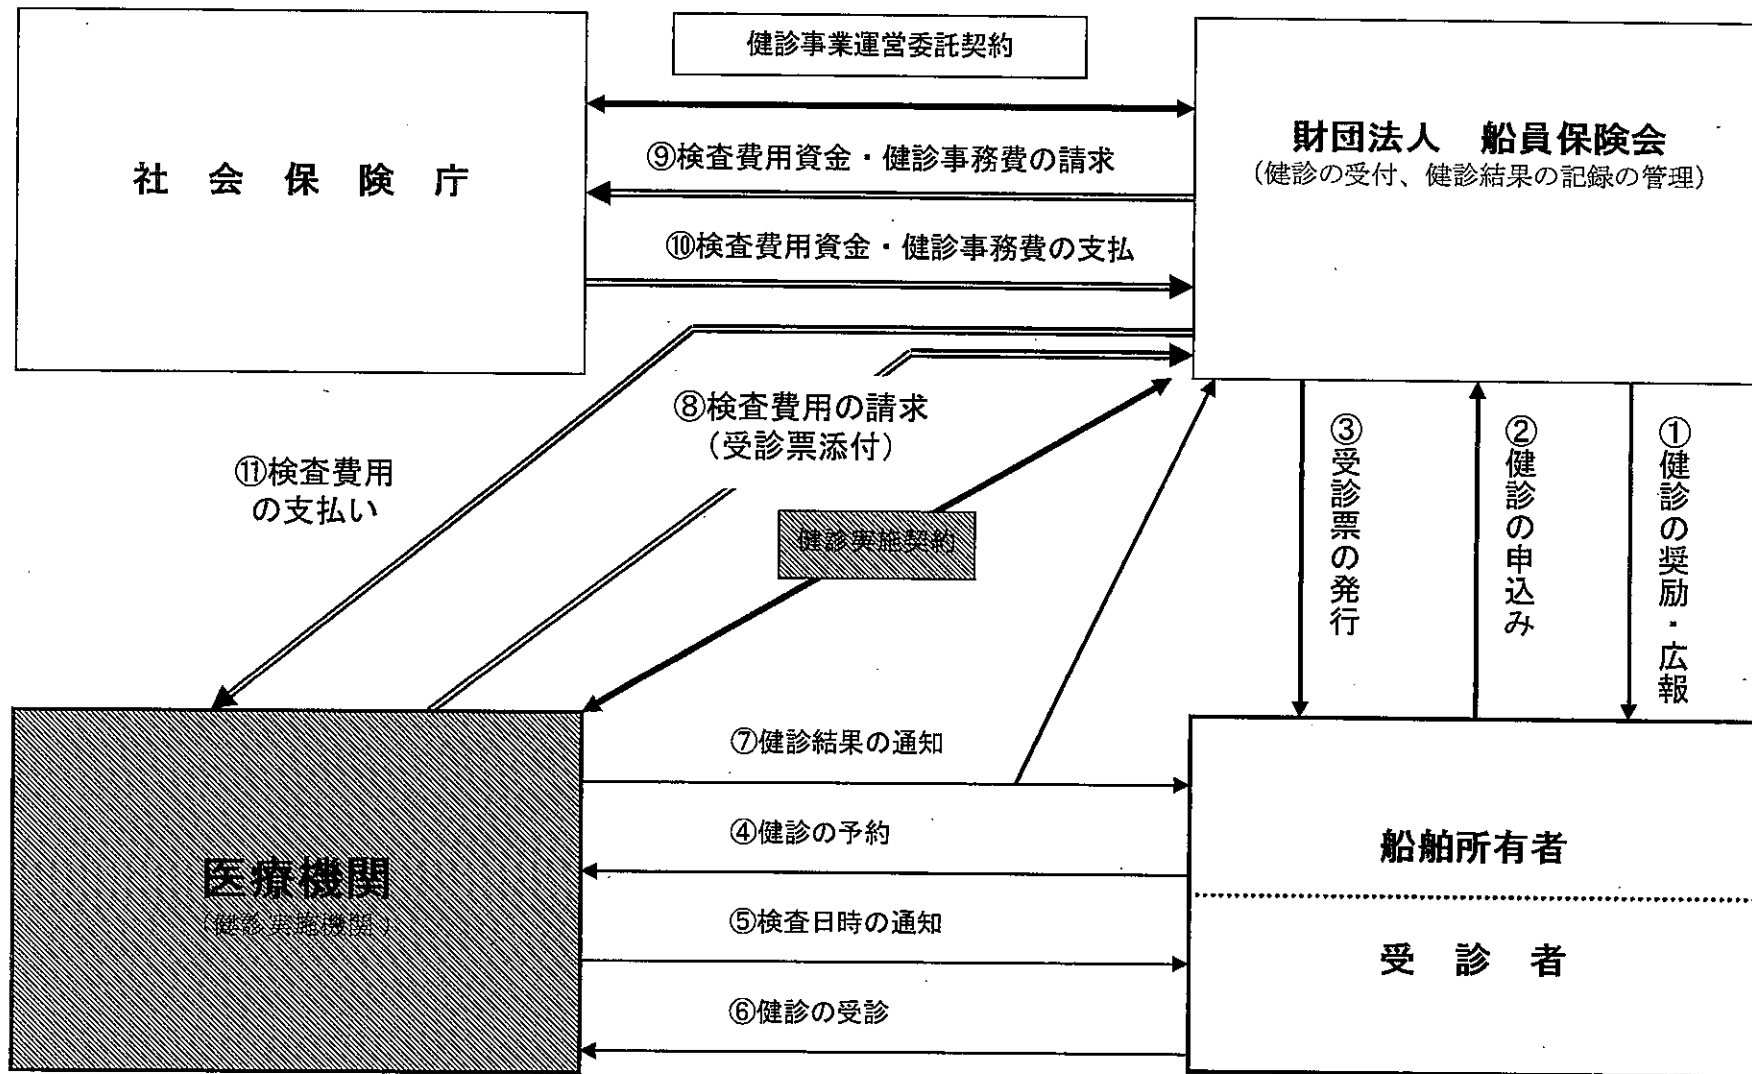 健診事業運営委託契約
社会保険庁
財団法人 船員保険会
(健診の受付、健診結果の記録の管理)
⑨検査費用資金・健診事務費の請求
⑩検査費用資金・健診事務費の支払
⑧検査費用の請求
(受診票添付)
⑪検査費用
の支払い
健診実施契約
③受診票の発行
②健診の申込み
①健診の奨励・広報
⑦健診結果の通知
④健診の予約
⑤検査日時の通知
⑥健診の受診
医療機関
(健診実施機関)
船舶所有者
受診者